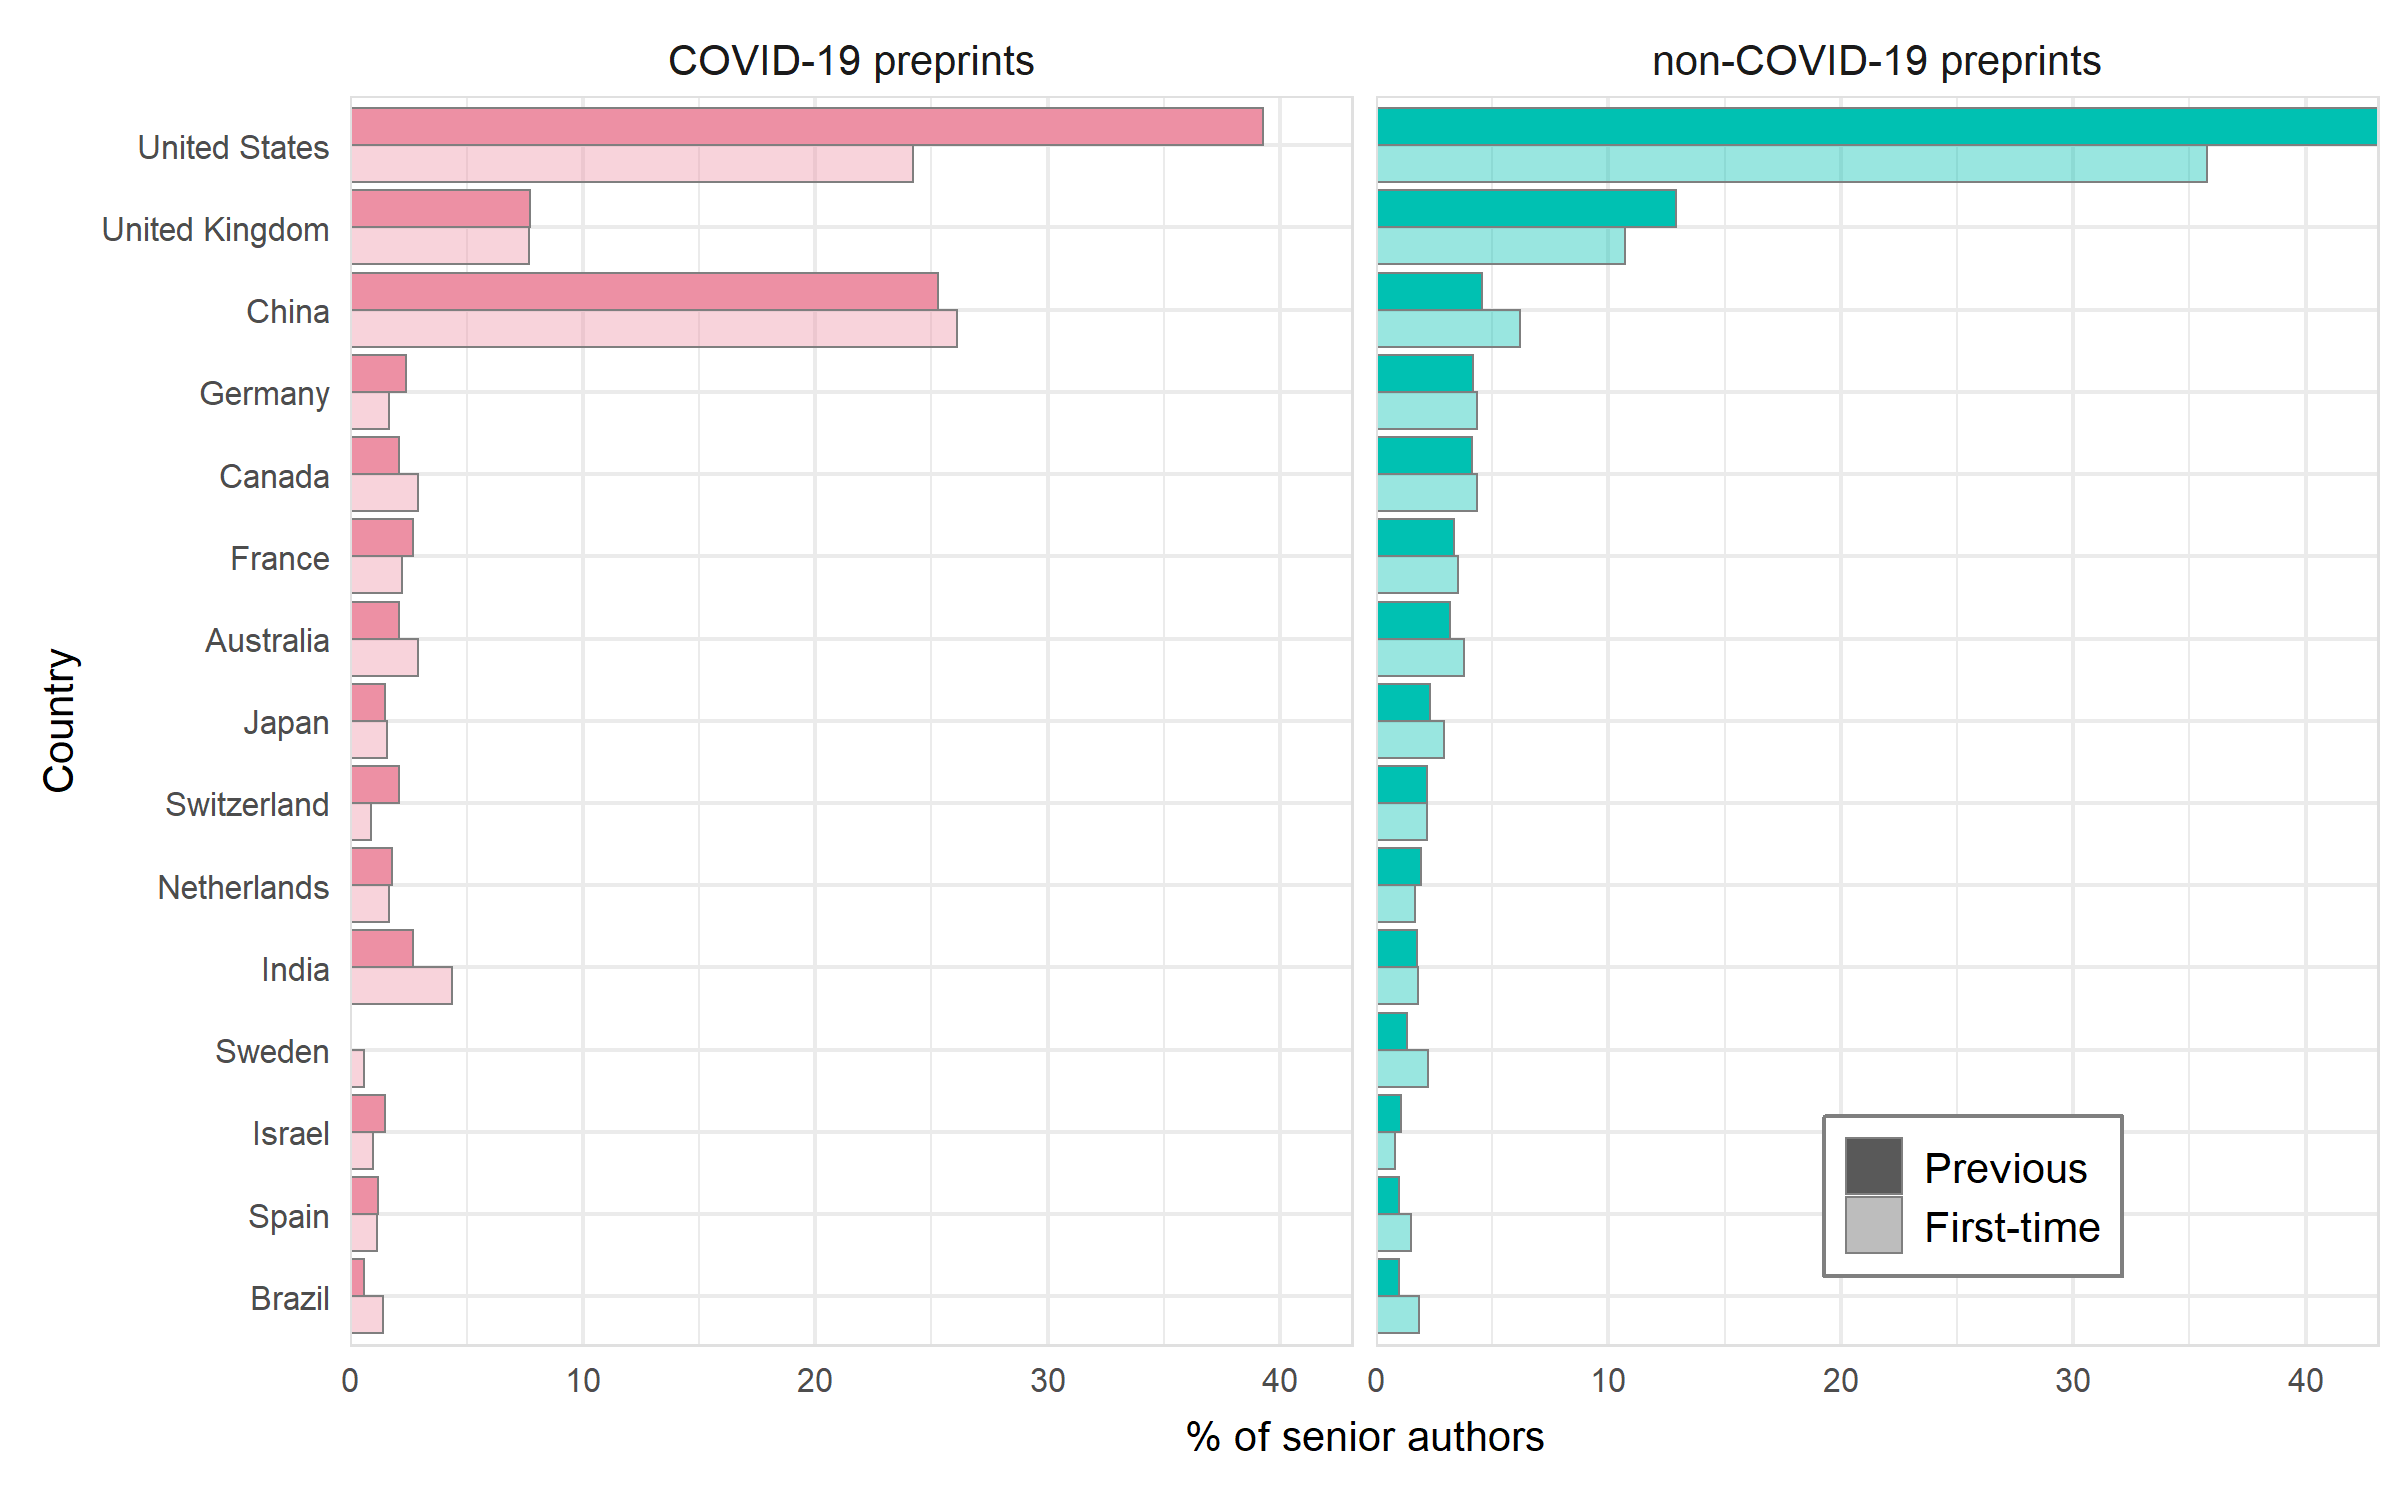 COVID-19 preprints
non-COVID-19 preprints
United States
United Kingdom
China
Germany
Canada
France
Australia
Japan
Switzerland
Netherlands
India
Sweden
Israel
Spain
Brazil
Country
Previous
First-time
0 10 20 30 40
0 10 20 30 40
% of senior authors